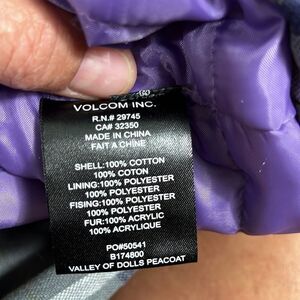 VOLCOM INC.
R.N.# 29745
CA# 32350
MADE IN CHINA
FAIT A CHINE
SHELL:100% COTTON
100% COTON
LINING:100% POLYESTER
100% POLYESTER
FISING:100% POLYESTER
100% POLYESTER
FUR:100% ACRYLIC
100% ACRYLIQUE
PO#50541
B174800
VALLEY OF DOLLS PEACOAT